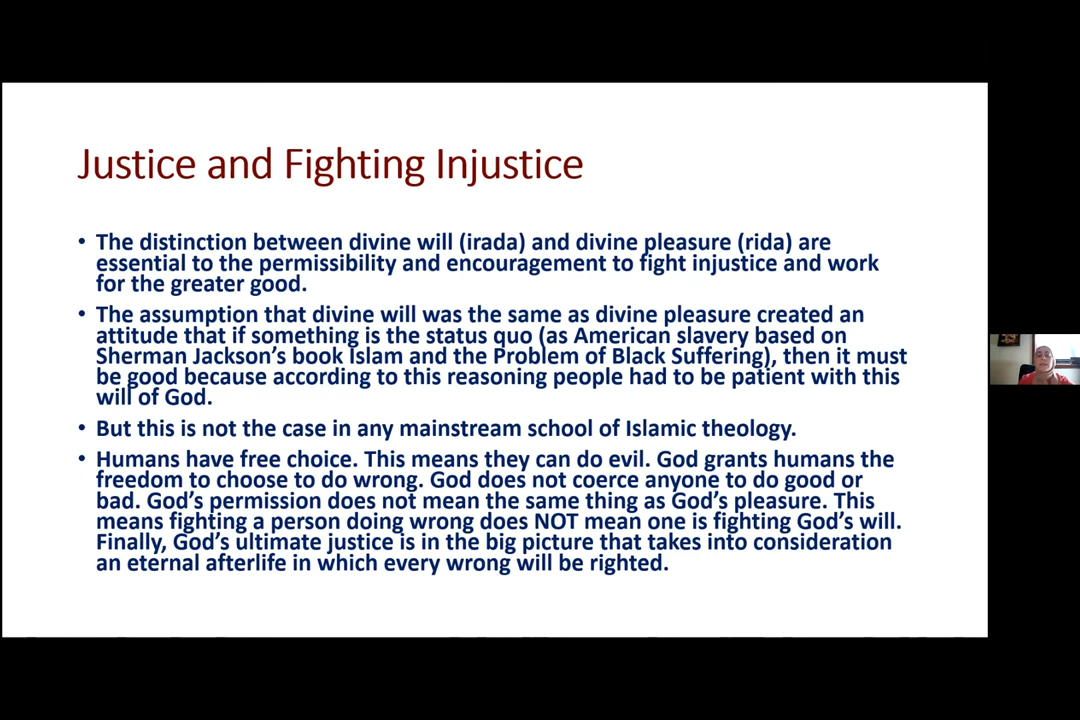 Justice and Fighting Injustice
• The distinction between divine will (irada) and divine pleasure (rida) are
essential to the permissibility and encouragement to fight injustice and work
for the greater good.
• The assumption that divine will was the same as divine pleasure created an
attitude that if something is the status quo (as American slavery based on
Sherman Jackson's book Islam and the Problem of Black Suffering), then it must
be good because according to this reasoning people had to be patient with this
will of God.
• But this is not the case in any mainstream school of Islamic theology.
• Humans have free choice. This means they can do evil. God grants humans the
freedom to choose to do wrong. God does not coerce anyone to do good or
bad. God's permission does not mean the same thing as God's pleasure. This
means fighting a person doing wrong does NOT mean one is fighting God's will.
Finally, God's ultimate justice is in the big picture that takes into consideration
an eternal afterlife in which every wrong will be righted.